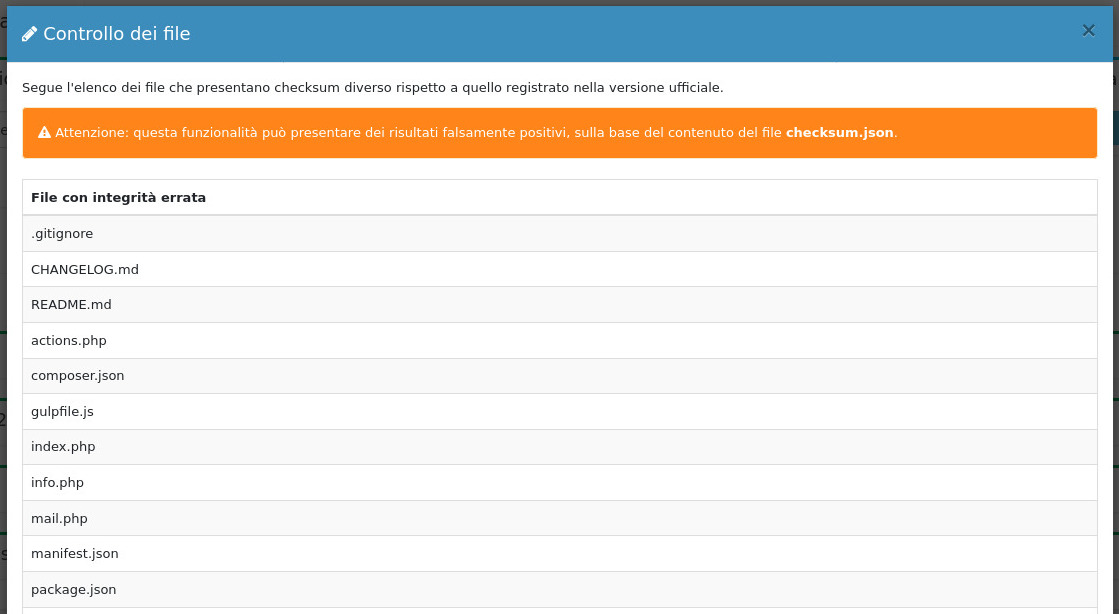 Controllo dei file
×
Segue l'elenco dei file che presentano checksum diverso rispetto a quello registrato nella versione ufficiale.
Attenzione: questa funzionalità può presentare dei risultati falsamente positivi, sulla base del contenuto del file checksum.json.
File con integrità errata
.gitignore
CHANGELOG.md
README.md
actions.php
composer.json
gulpfile.js
index.php
info.php
mail.php
manifest.json
package.json